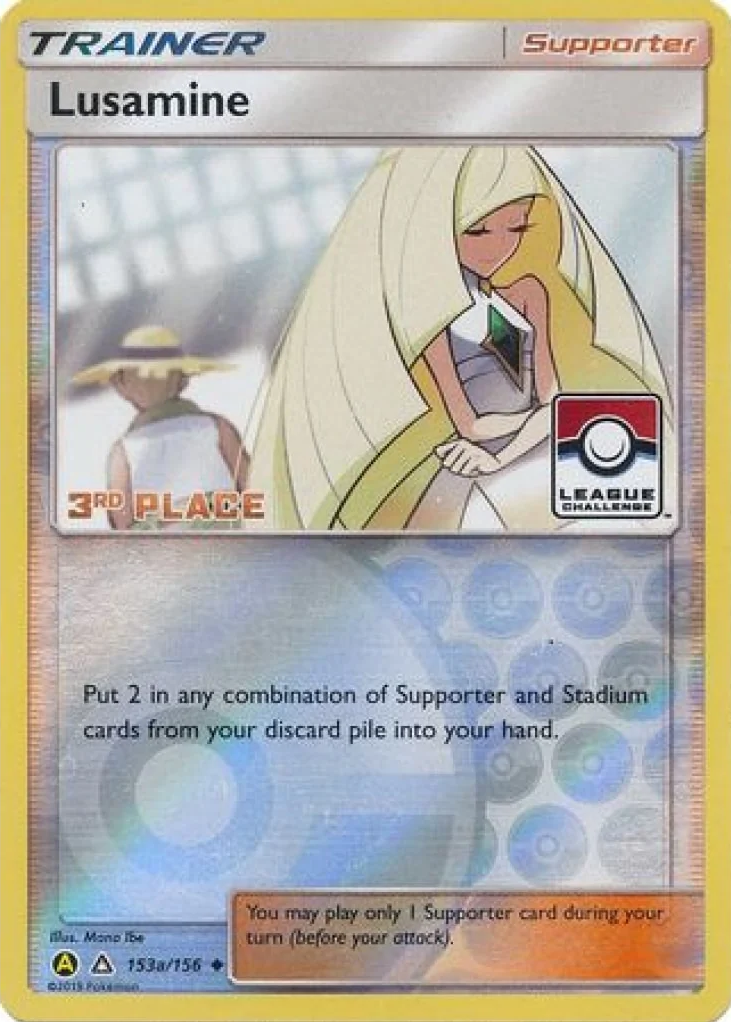 TRAINER
Supporter
Lusamine
3RD PLACE
LEAGUE
CHALLENGE
Put 2 in any combination of Supporter and Stadium
cards from your discard pile into your hand.
You may play only 1 Supporter card during your
turn (before your attack).
Illus. Mono Ibe
A 153a/156
©2019 Pokémon